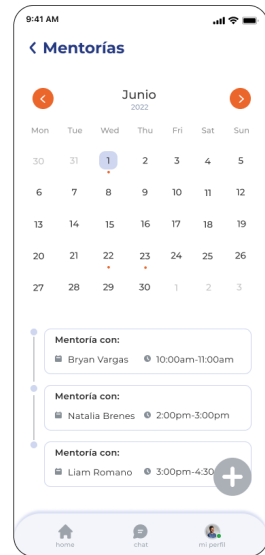 9:41 AM
Mentorías
Junio
2022
Mon Tue Wed Thu Fri Sat Sun
30 31 1 2 3 4 5
6 7 8 9 10 11 12
13 14 15 16 17 18 19
20 21 22 23 24 25 26
27 28 29 30 1 2 3
Mentoría con:
Bryan Vargas 10:00am-11:00am
Mentoría con:
Natalia Brenes 2:00pm-3:00pm
Mentoría con:
Liam Romano 3:00pm-4:30
home chat mi perfil